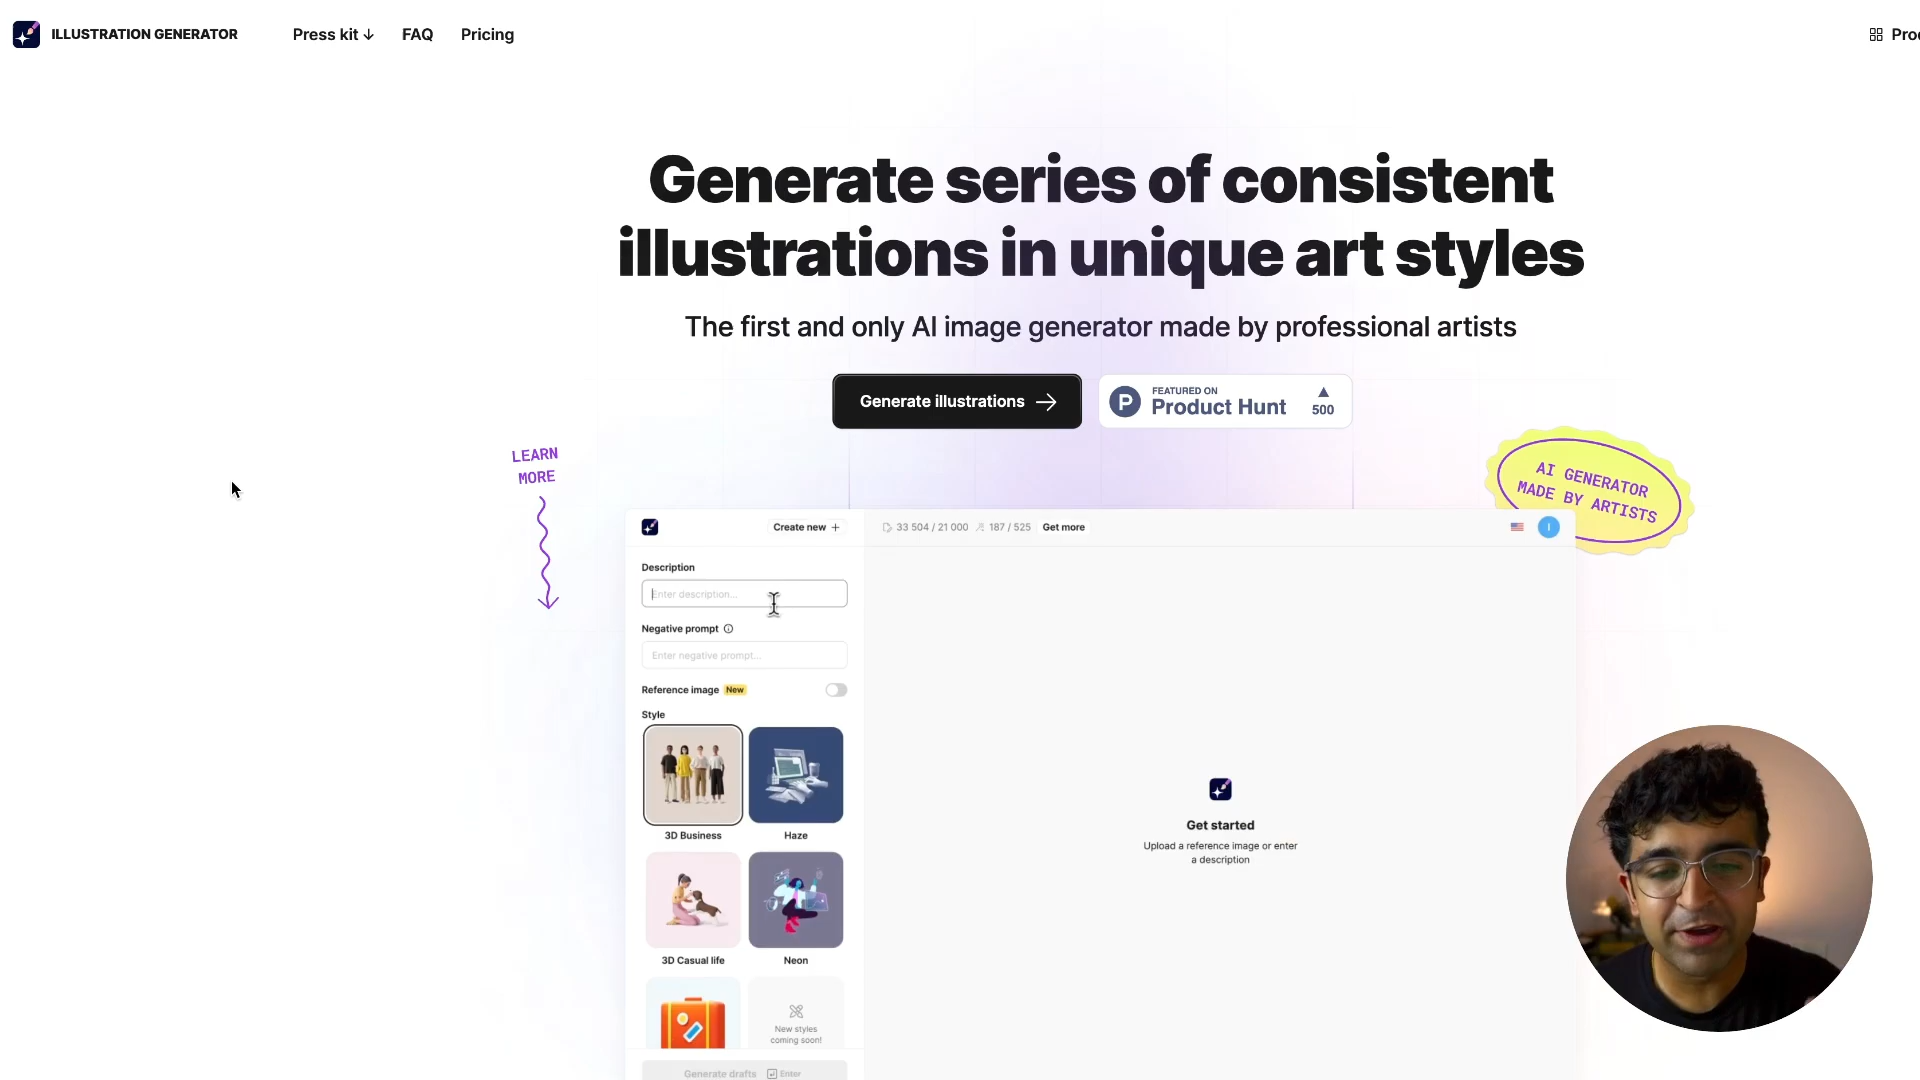 ILLUSTRATION GENERATOR
Press kit ↓
FAQ
Pricing
Generate series of consistent
illustrations in unique art styles
The first and only AI image generator made by professional artists
Generate illustrations →
P
FEATURED ON
Product Hunt
▲
500
LEARN
MORE
AI GENERATOR
MADE BY ARTISTS
Create new +
33 504 / 21 000
187 / 525
Get more
I
Description
Enter description...
Negative prompt
Enter negative prompt...
Reference image New
Style
3D Business
Haze
3D Casual life
Neon
New styles
coming soon!
Generate drafts
Enter
Get started
Upload a reference image or enter
a description